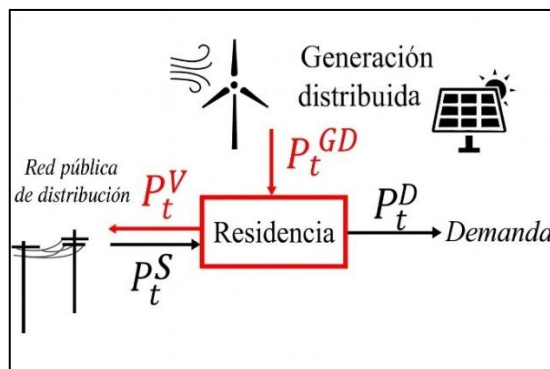 Generación
distribuida
P_t^{GD}
Red pública
de distribución
P_t^V
Residencia
P_t^D
Demanda
P_t^S